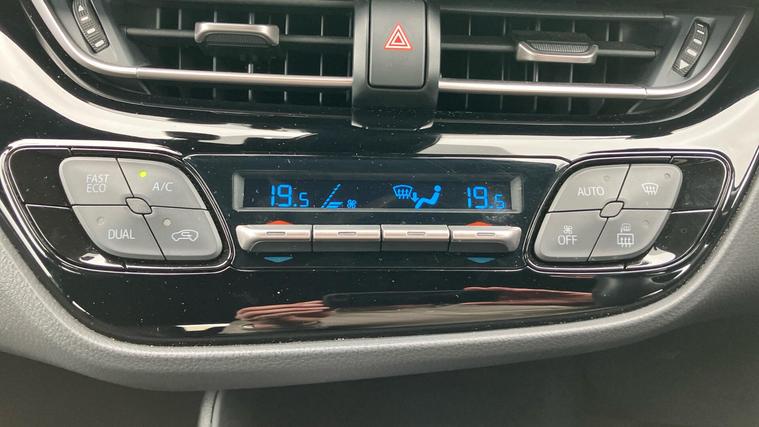 FAST
ECO
A/C
DUAL
19.5
19.5
AUTO
OFF